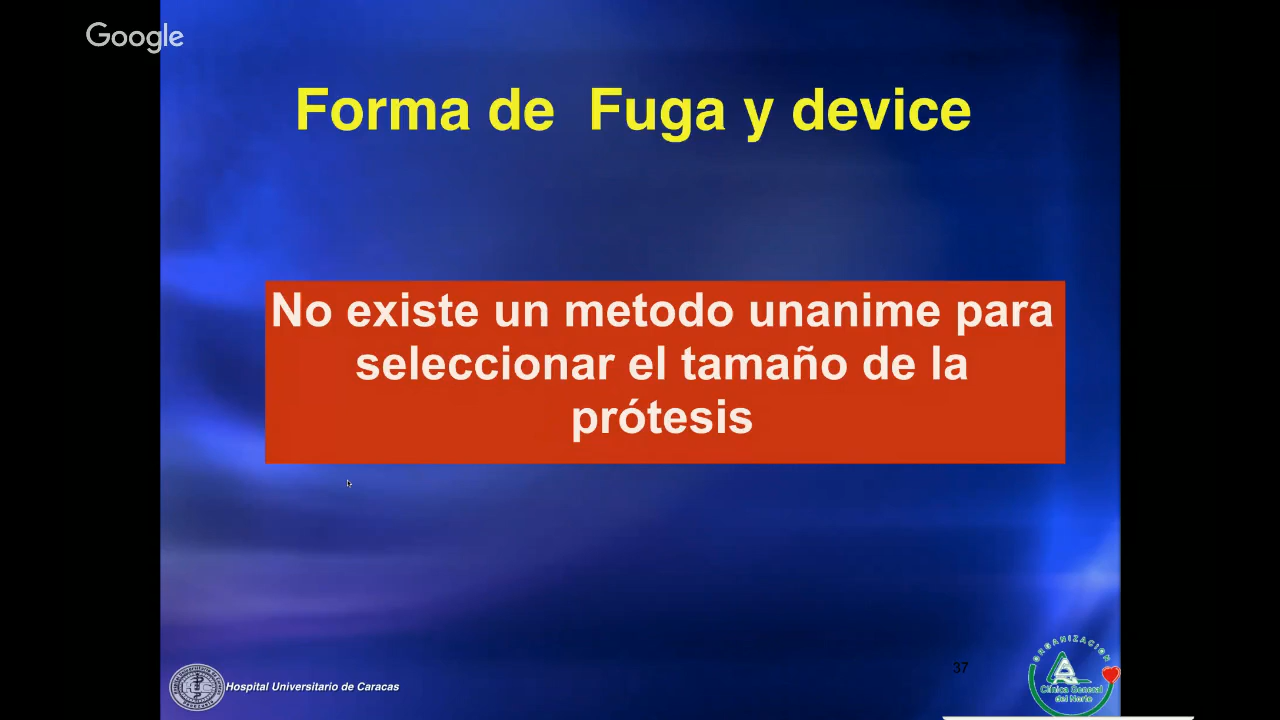 Google
Forma de Fuga y device
No existe un metodo unanime para
seleccionar el tamaño de la
prótesis
Hospital Universitario de Caracas
37
ORGANIZACION
Clínica General
del Norte